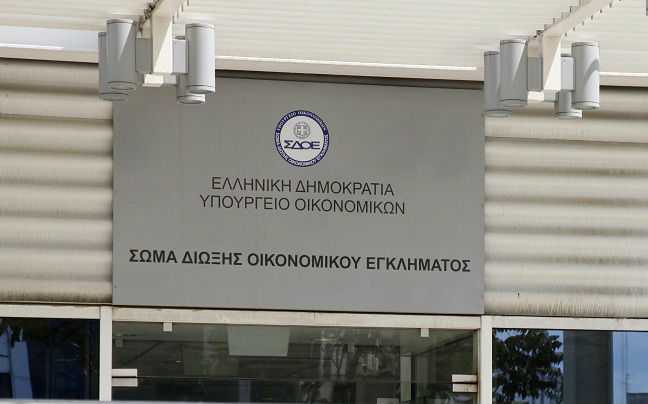 ΣΔΟΕ
ΕΛΛΗΝΙΚΗ ΔΗΜΟΚΡΑΤΙΑ
ΥΠΟΥΡΓΕΙΟ ΟΙΚΟΝΟΜΙΚΩΝ
ΣΩΜΑ ΔΙΩΞΗΣ ΟΙΚΟΝΟΜΙΚΟΥ ΕΓΚΛΗΜΑΤΟΣ